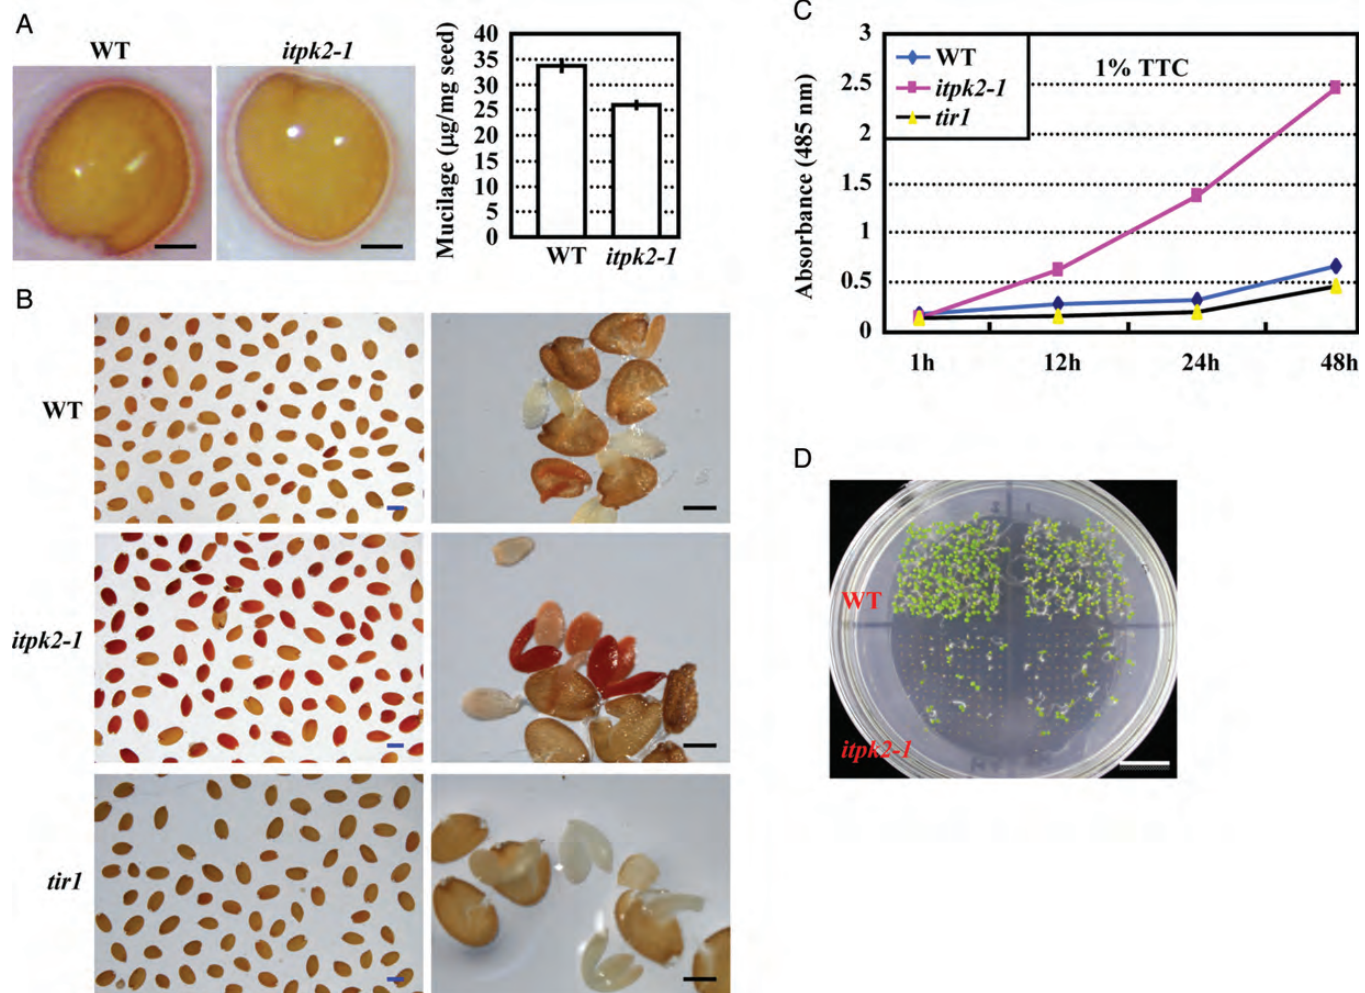 A
WT
itpk2-1
Mucilage (µg/mg seed)
40
35
30
25
10
15
10
5
0
WT
itpk2-1
B
WT
itpk2-1
tir1
C
Absorbance (485 nm)
3
2.5
2
1.5
1
0.5
0
WT
itpk2-1
tir1
1% TTC
1h
12h
24h
48h
D
WT
itpk2-1